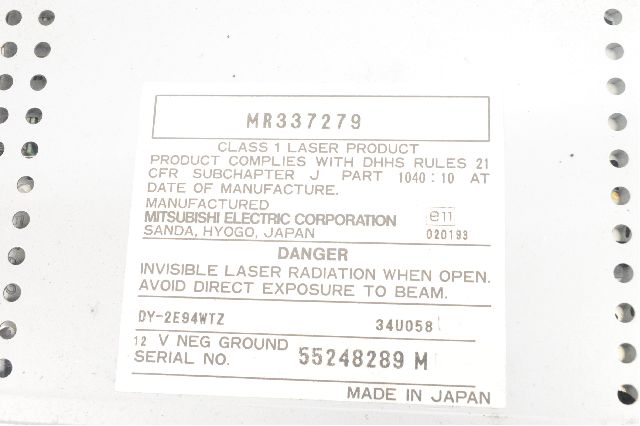 MR337279
CLASS 1 LASER PRODUCT
PRODUCT COMPLIES WITH DHHS RULES 21
CFR SUBCHAPTER J PART 1040:10 AT
DATE OF MANUFACTURE.
MANUFACTURED
MITSUBISHI ELECTRIC CORPORATION
SANDA, HYOGO, JAPAN
e11
020193
DANGER
INVISIBLE LASER RADIATION WHEN OPEN.
AVOID DIRECT EXPOSURE TO BEAM.
DY-2E94WTZ 34U058
12 V NEG GROUND
SERIAL NO. 55248289 M
MADE IN JAPAN